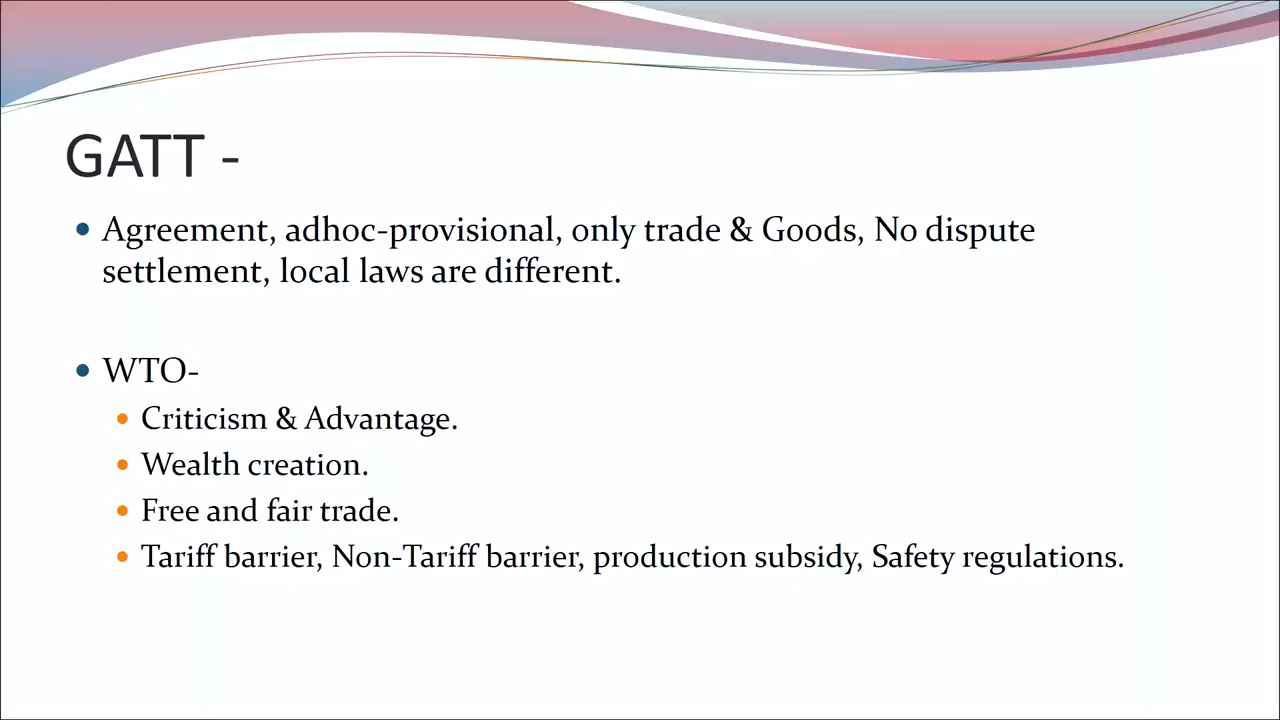 GATT -
• Agreement, adhoc-provisional, only trade & Goods, No dispute
settlement, local laws are different.
• WTO-
• Criticism & Advantage.
• Wealth creation.
• Free and fair trade.
• Tariff barrier, Non-Tariff barrier, production subsidy, Safety regulations.